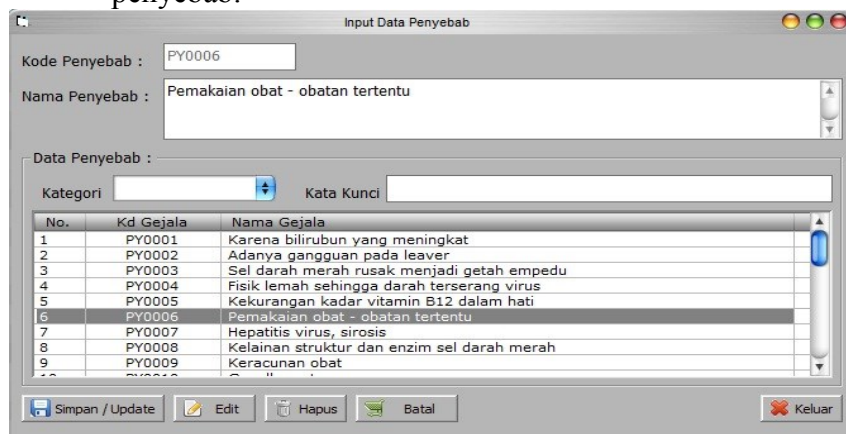 penyebab.
Input Data Penyebab
Kode Penyebab : PY0006
Nama Penyebab : Pemakaian obat - obatan tertentu
Data Penyebab :
Kategori Kata Kunci
No. Kd Gejala Nama Gejala
1 PY0001 Karena bilirubun yang meningkat
2 PY0002 Adanya gangguan pada leaver
3 PY0003 Sel darah merah rusak menjadi getah empedu
4 PY0004 Fisik lemah sehingga darah terserang virus
5 PY0005 Kekurangan kadar vitamin B12 dalam hati
6 PY0006 Pemakaian obat - obatan tertentu
7 PY0007 Hepatitis virus, sirosis
8 PY0008 Kelainan struktur dan enzim sel darah merah
9 PY0009 Keracunan obat
Simpan / Update Edit Hapus Batal Keluar